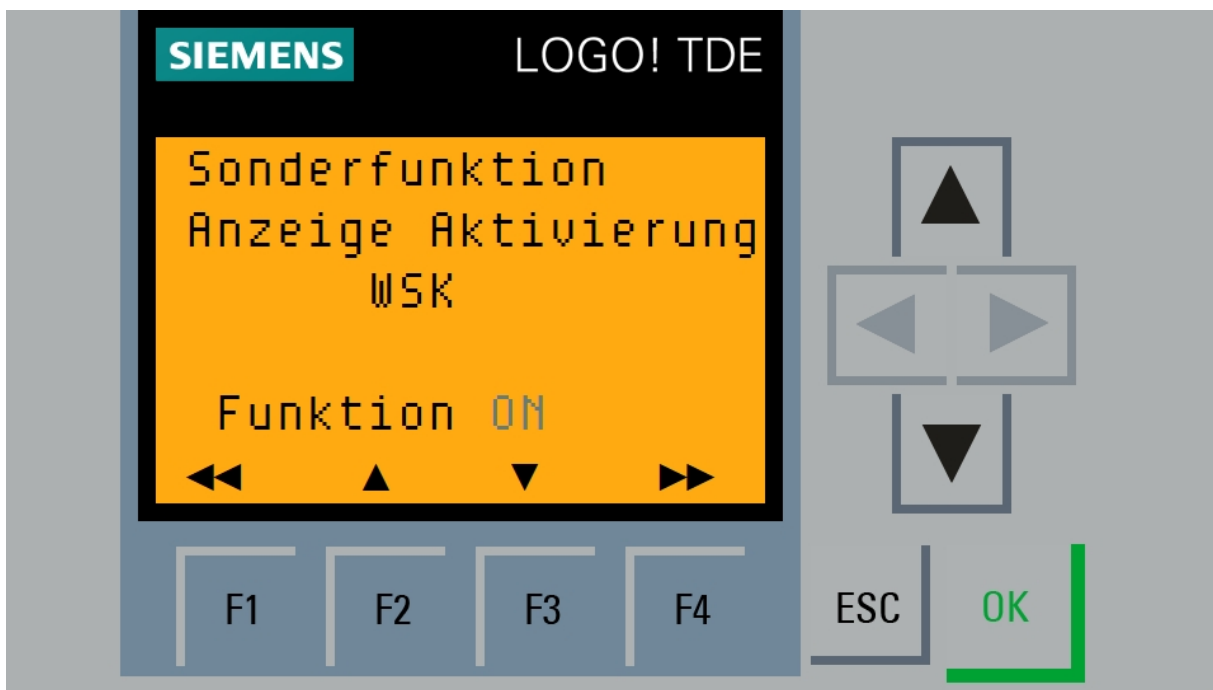 SIEMENS LOGO! TDE
Sonderfunktion
Anzeige Aktivierung
WSK
Funktion ON
F1 F2 F3 F4 ESC OK